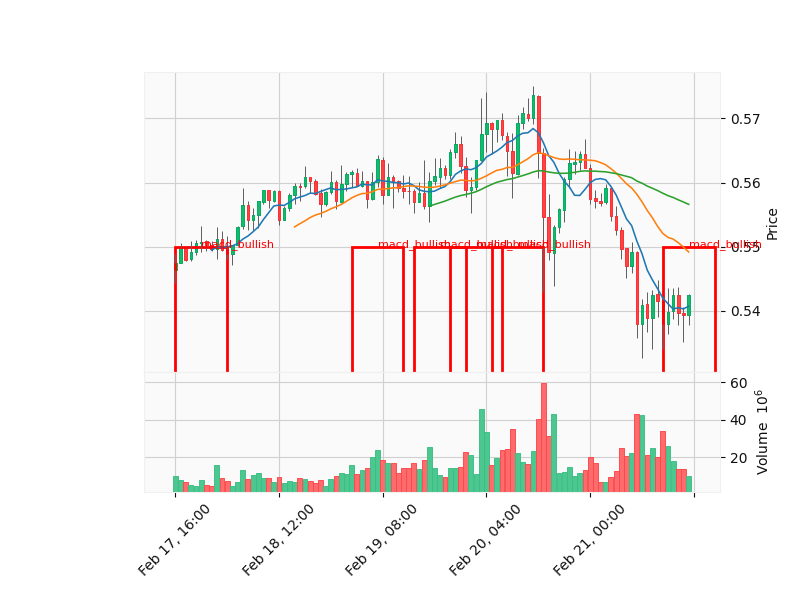 0.57
0.56
0.55
0.54
Price
macd_bullish
macd_bullish
macd_bullish
macd_bullish
macd_bullish
macd_bullish
60
40
20
Volume 10^6
Feb 17, 16:00
Feb 18, 12:00
Feb 19, 08:00
Feb 20, 04:00
Feb 21, 00:00